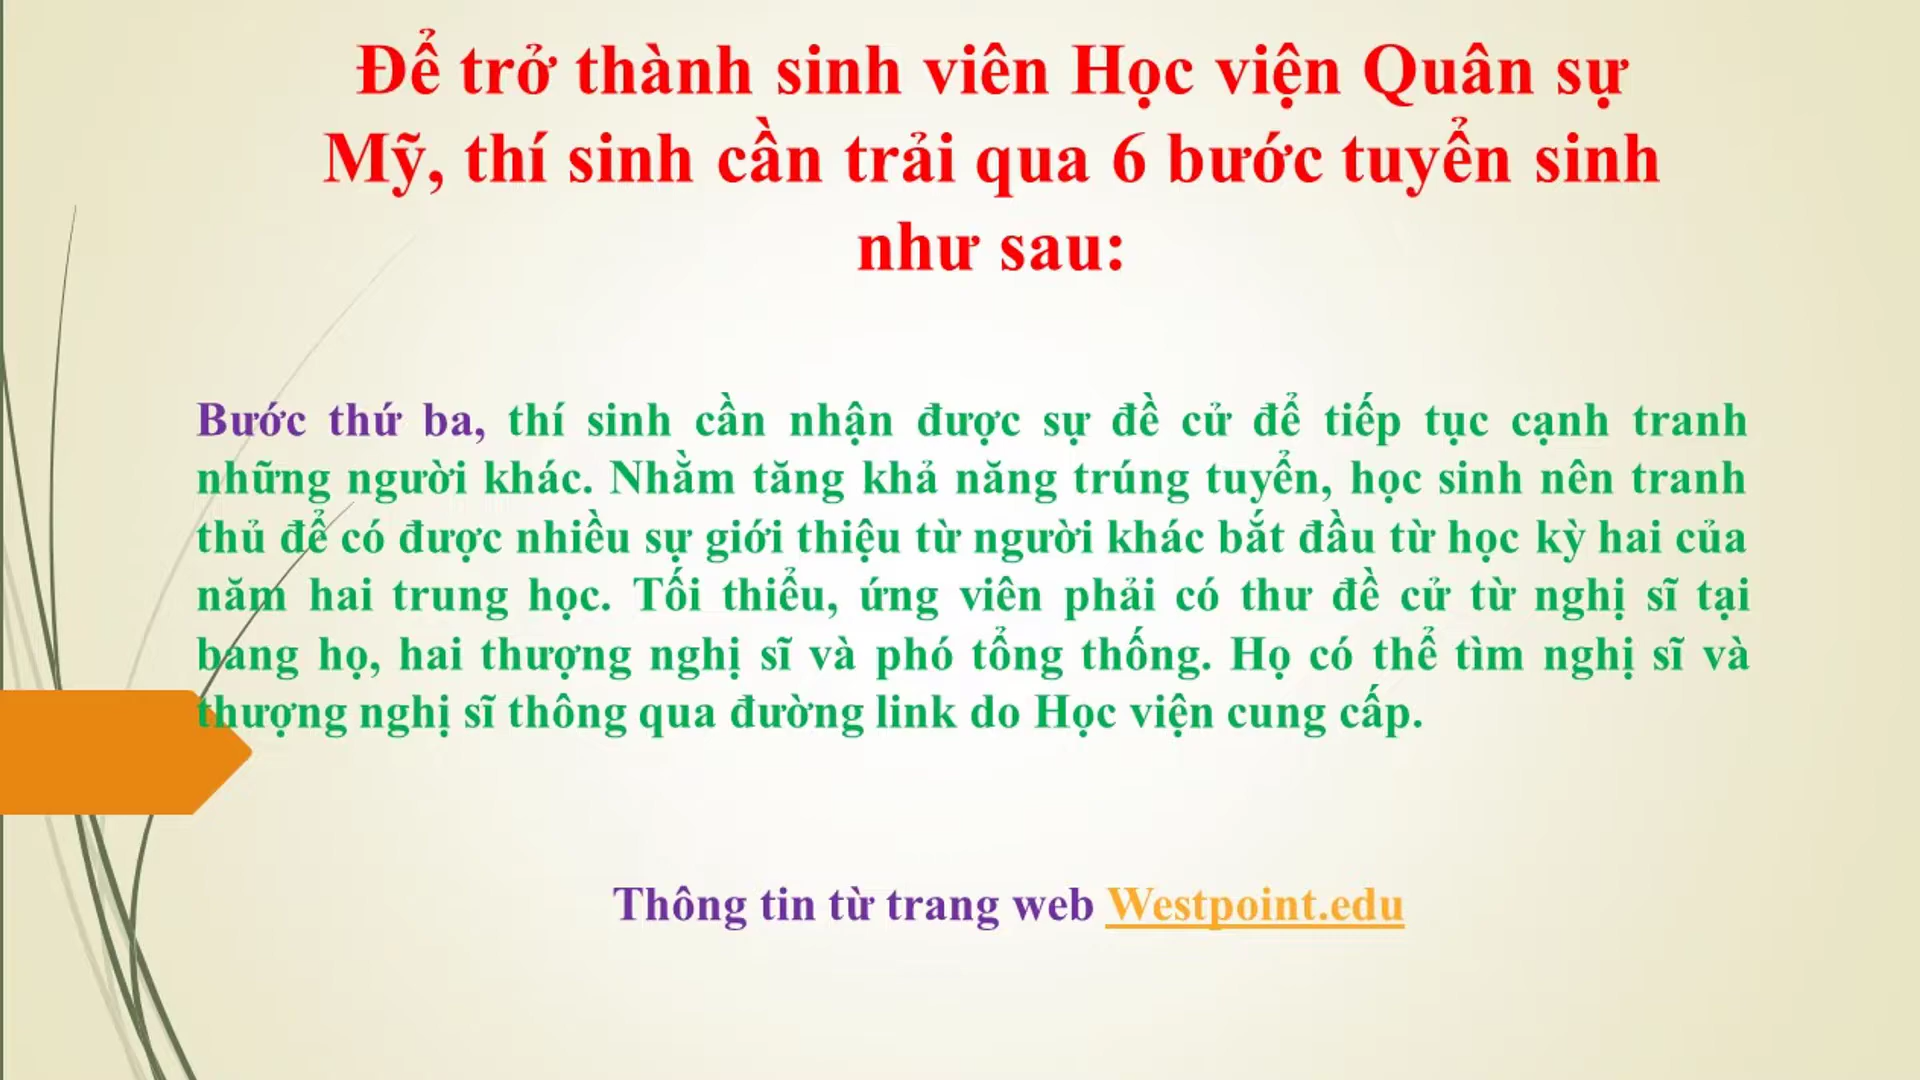 Để trở thành sinh viên Học viện Quân sự
Mỹ, thí sinh cần trải qua 6 bước tuyển sinh
như sau:
Bước thứ ba, thí sinh cần nhận được sự đề cử để tiếp tục cạnh tranh
những người khác. Nhằm tăng khả năng trúng tuyển, học sinh nên tranh
thủ để có được nhiều sự giới thiệu từ người khác bắt đầu từ học kỳ hai của
năm hai trung học. Tối thiểu, ứng viên phải có thư đề cử từ nghị sĩ tại
bang họ, hai thượng nghị sĩ và phó tổng thống. Họ có thể tìm nghị sĩ và
thượng nghị sĩ thông qua đường link do Học viện cung cấp.
Thông tin từ trang web Westpoint.edu